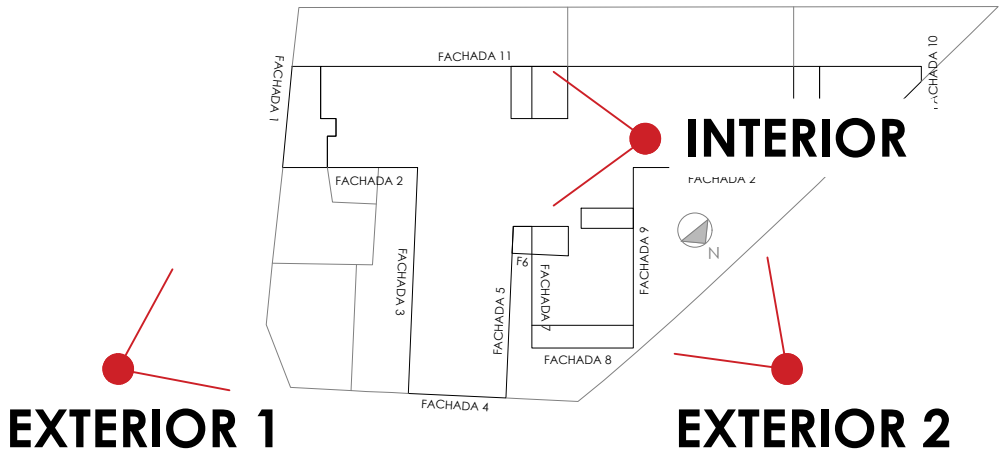 FACHADA 11
FACHADA 10
FACHADA 1
INTERIOR
FACHADA 2
FACHADA 2
FACHADA 9
N
F6
FACHADA 3
FACHADA 5
FACHADA 7
FACHADA 8
FACHADA 4
EXTERIOR 1
EXTERIOR 2